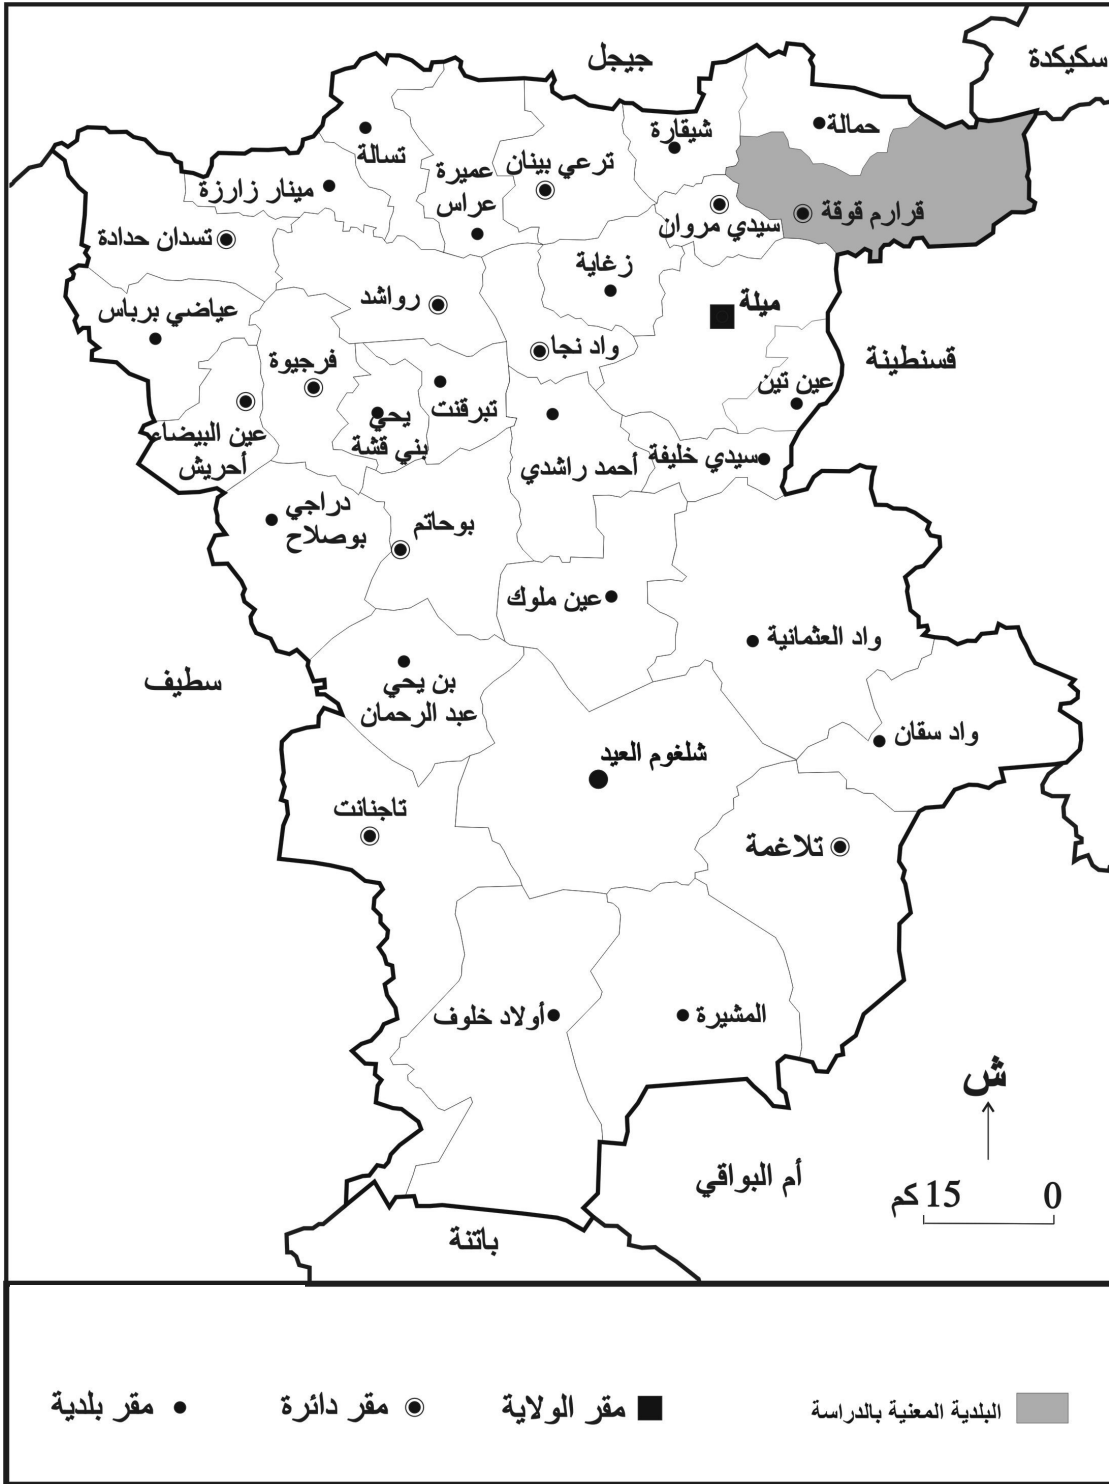 جيجل
سكيكدة
حمالة
شيقارة
تسالة
ترعي بينان
عميرة
عراس
مينار زارزة
قرارم قوقة
سيدي مروان
تسدان حدادة
زغاية
رواشد
ميلة
عياضي برباس
واد نجا
قسنطينة
فرجيوة
عين تين
تبرقنت
يحي
بني قشة
عين البيضاء
أحريش
سيدي خليفة
أحمد راشدي
دراجي
بوصلاح
بوحاتم
عين ملوك
واد العثمانية
سطيف
بن يحي
عبد الرحمان
واد سقان
شلغوم العيد
تاجنانت
تلاغمة
أولاد خلوف
المشيرة
ش
أم البواقي
0
15 كم
باتنة
البلدية المعنية بالدراسة
مقر الولاية
مقر دائرة
مقر بلدية